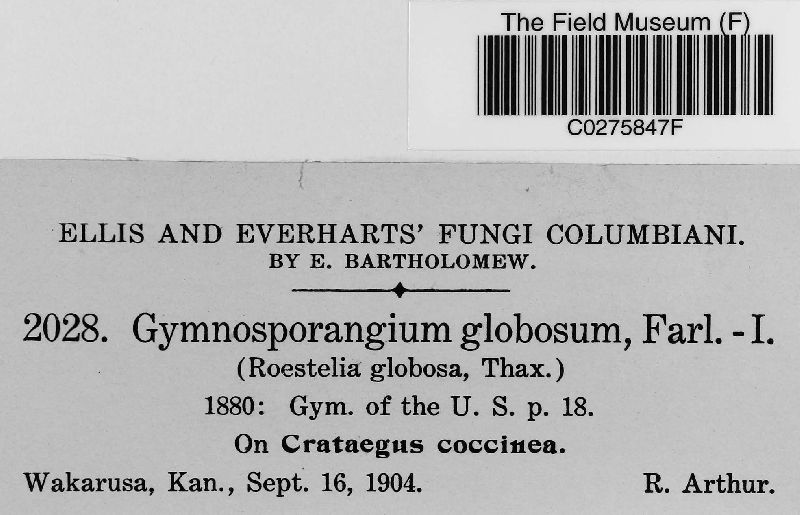 The Field Museum (F)
C0275847F
ELLIS AND EVERHARTS' FUNGI COLUMBIANI.
BY E. BARTHOLOMEW.
2028. Gymnosporangium globosum, Farl. - I.
(Roestelia globosa, Thax.)
1880: Gym. of the U. S. p. 18.
On Crataegus coccinea.
Wakarusa, Kan., Sept. 16, 1904. R. Arthur.